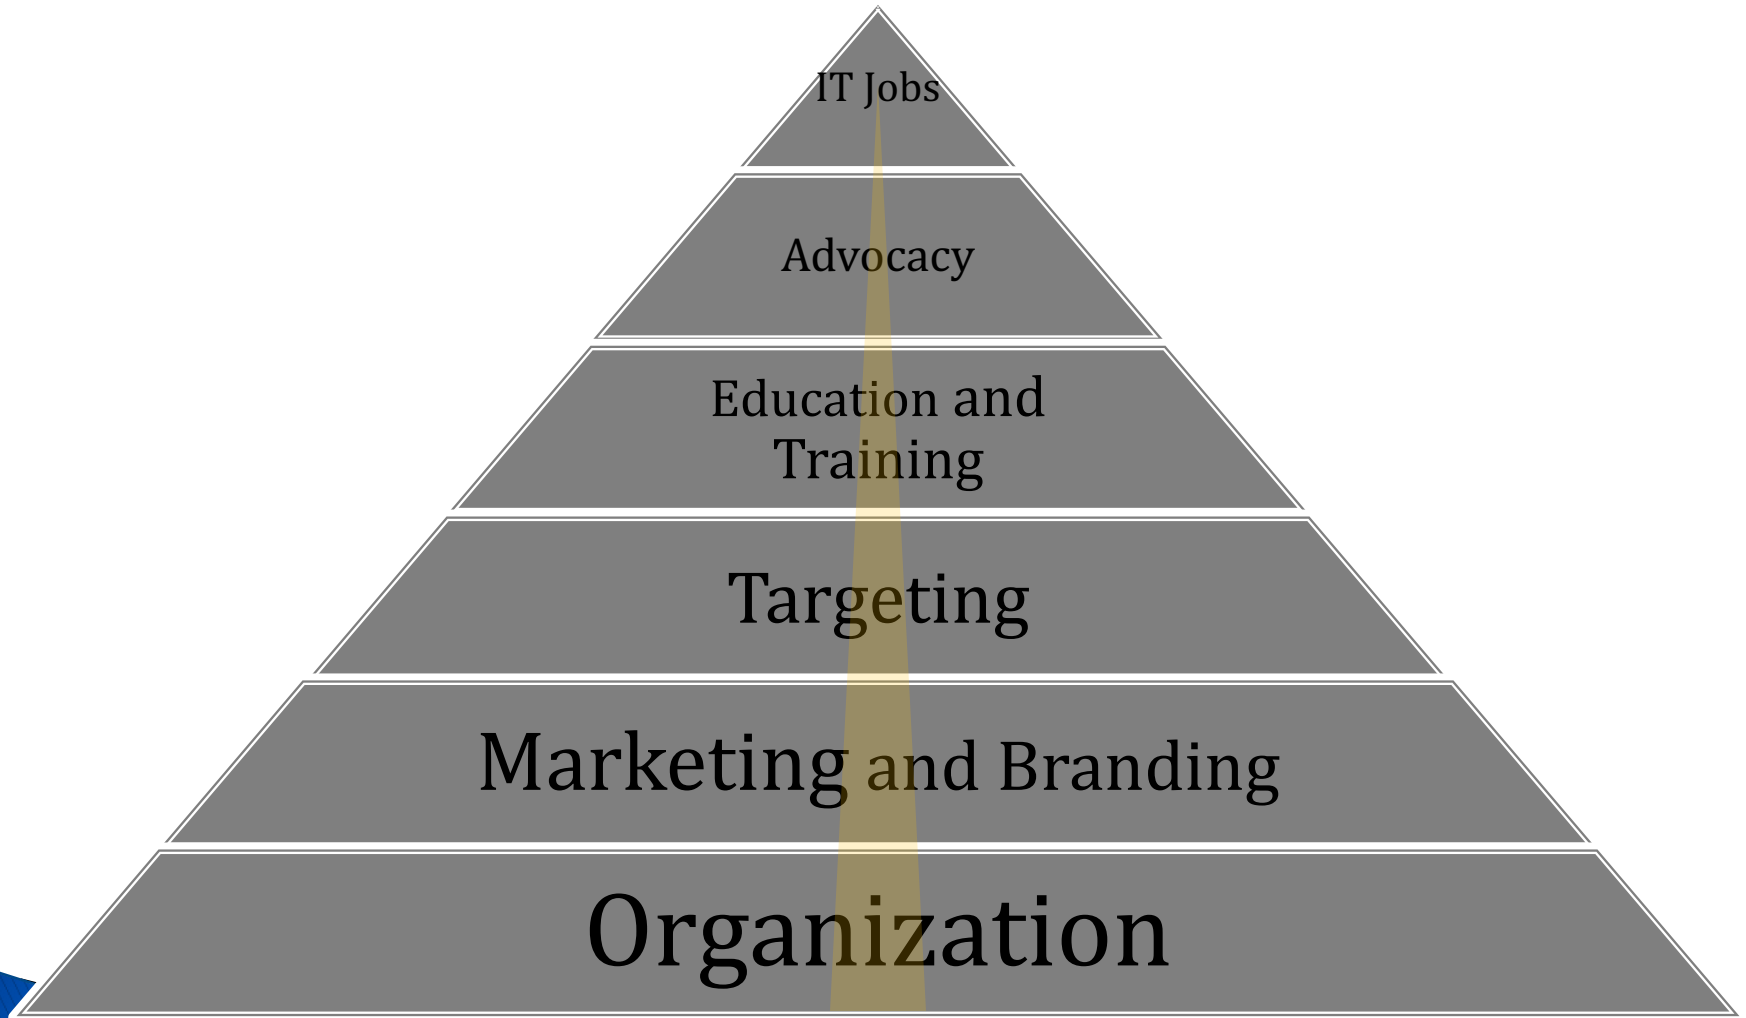 IT Jobs
Advocacy
Education and
Training
Targeting
Marketing and Branding
Organization